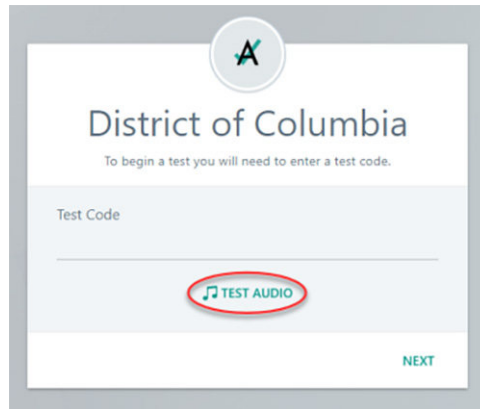 District of Columbia
To begin a test you will need to enter a test code.
Test Code
TEST AUDIO
NEXT